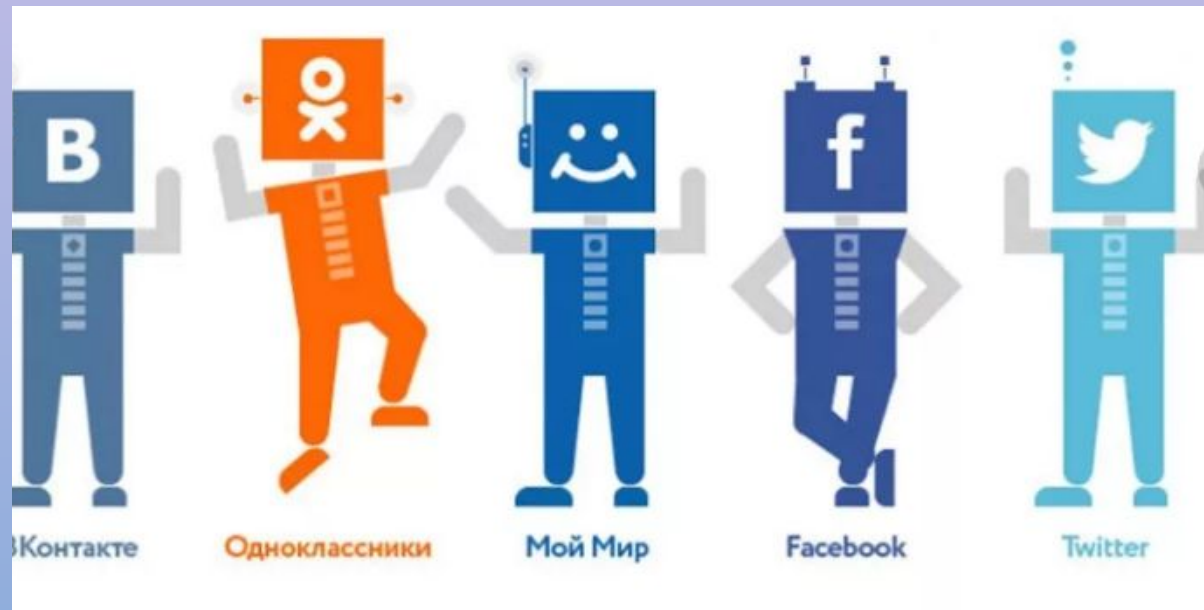 B
f
ВКонтакте
Одноклассники
Мой Мир
Facebook
Twitter